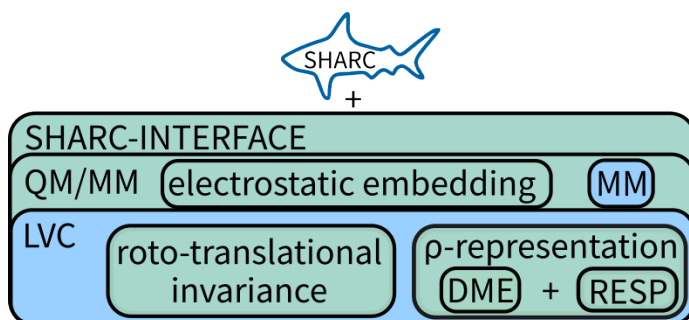 SHARC
+
SHARC-INTERFACE
QM/MM electrostatic embedding MM
LVC
roto-translational
invariance
ρ-representation
DME + RESP